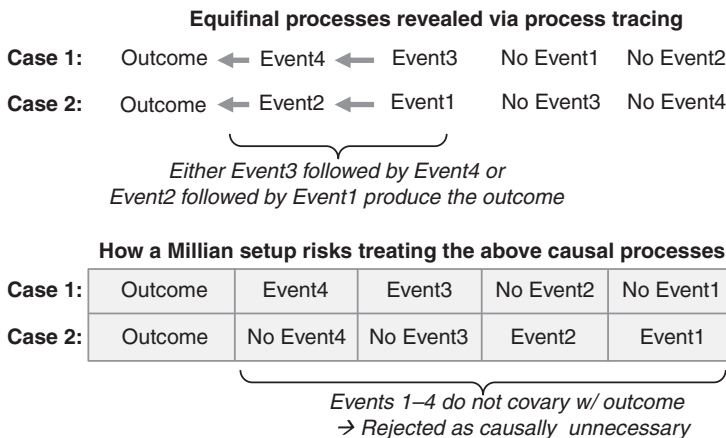 Equifinal processes revealed via process tracing
Case 1: Outcome Event4 Event3 No Event1 No Event2
Case 2: Outcome Event2 Event1 No Event3 No Event4
Either Event3 followed by Event4 or
Event2 followed by Event1 produce the outcome
How a Millian setup risks treating the above causal processes
Case 1: Outcome Event4 Event3 No Event2 No Event1
Case 2: Outcome No Event4 No Event3 Event2 Event1
Events 1–4 do not covary w/ outcome
→ Rejected as causally unnecessary